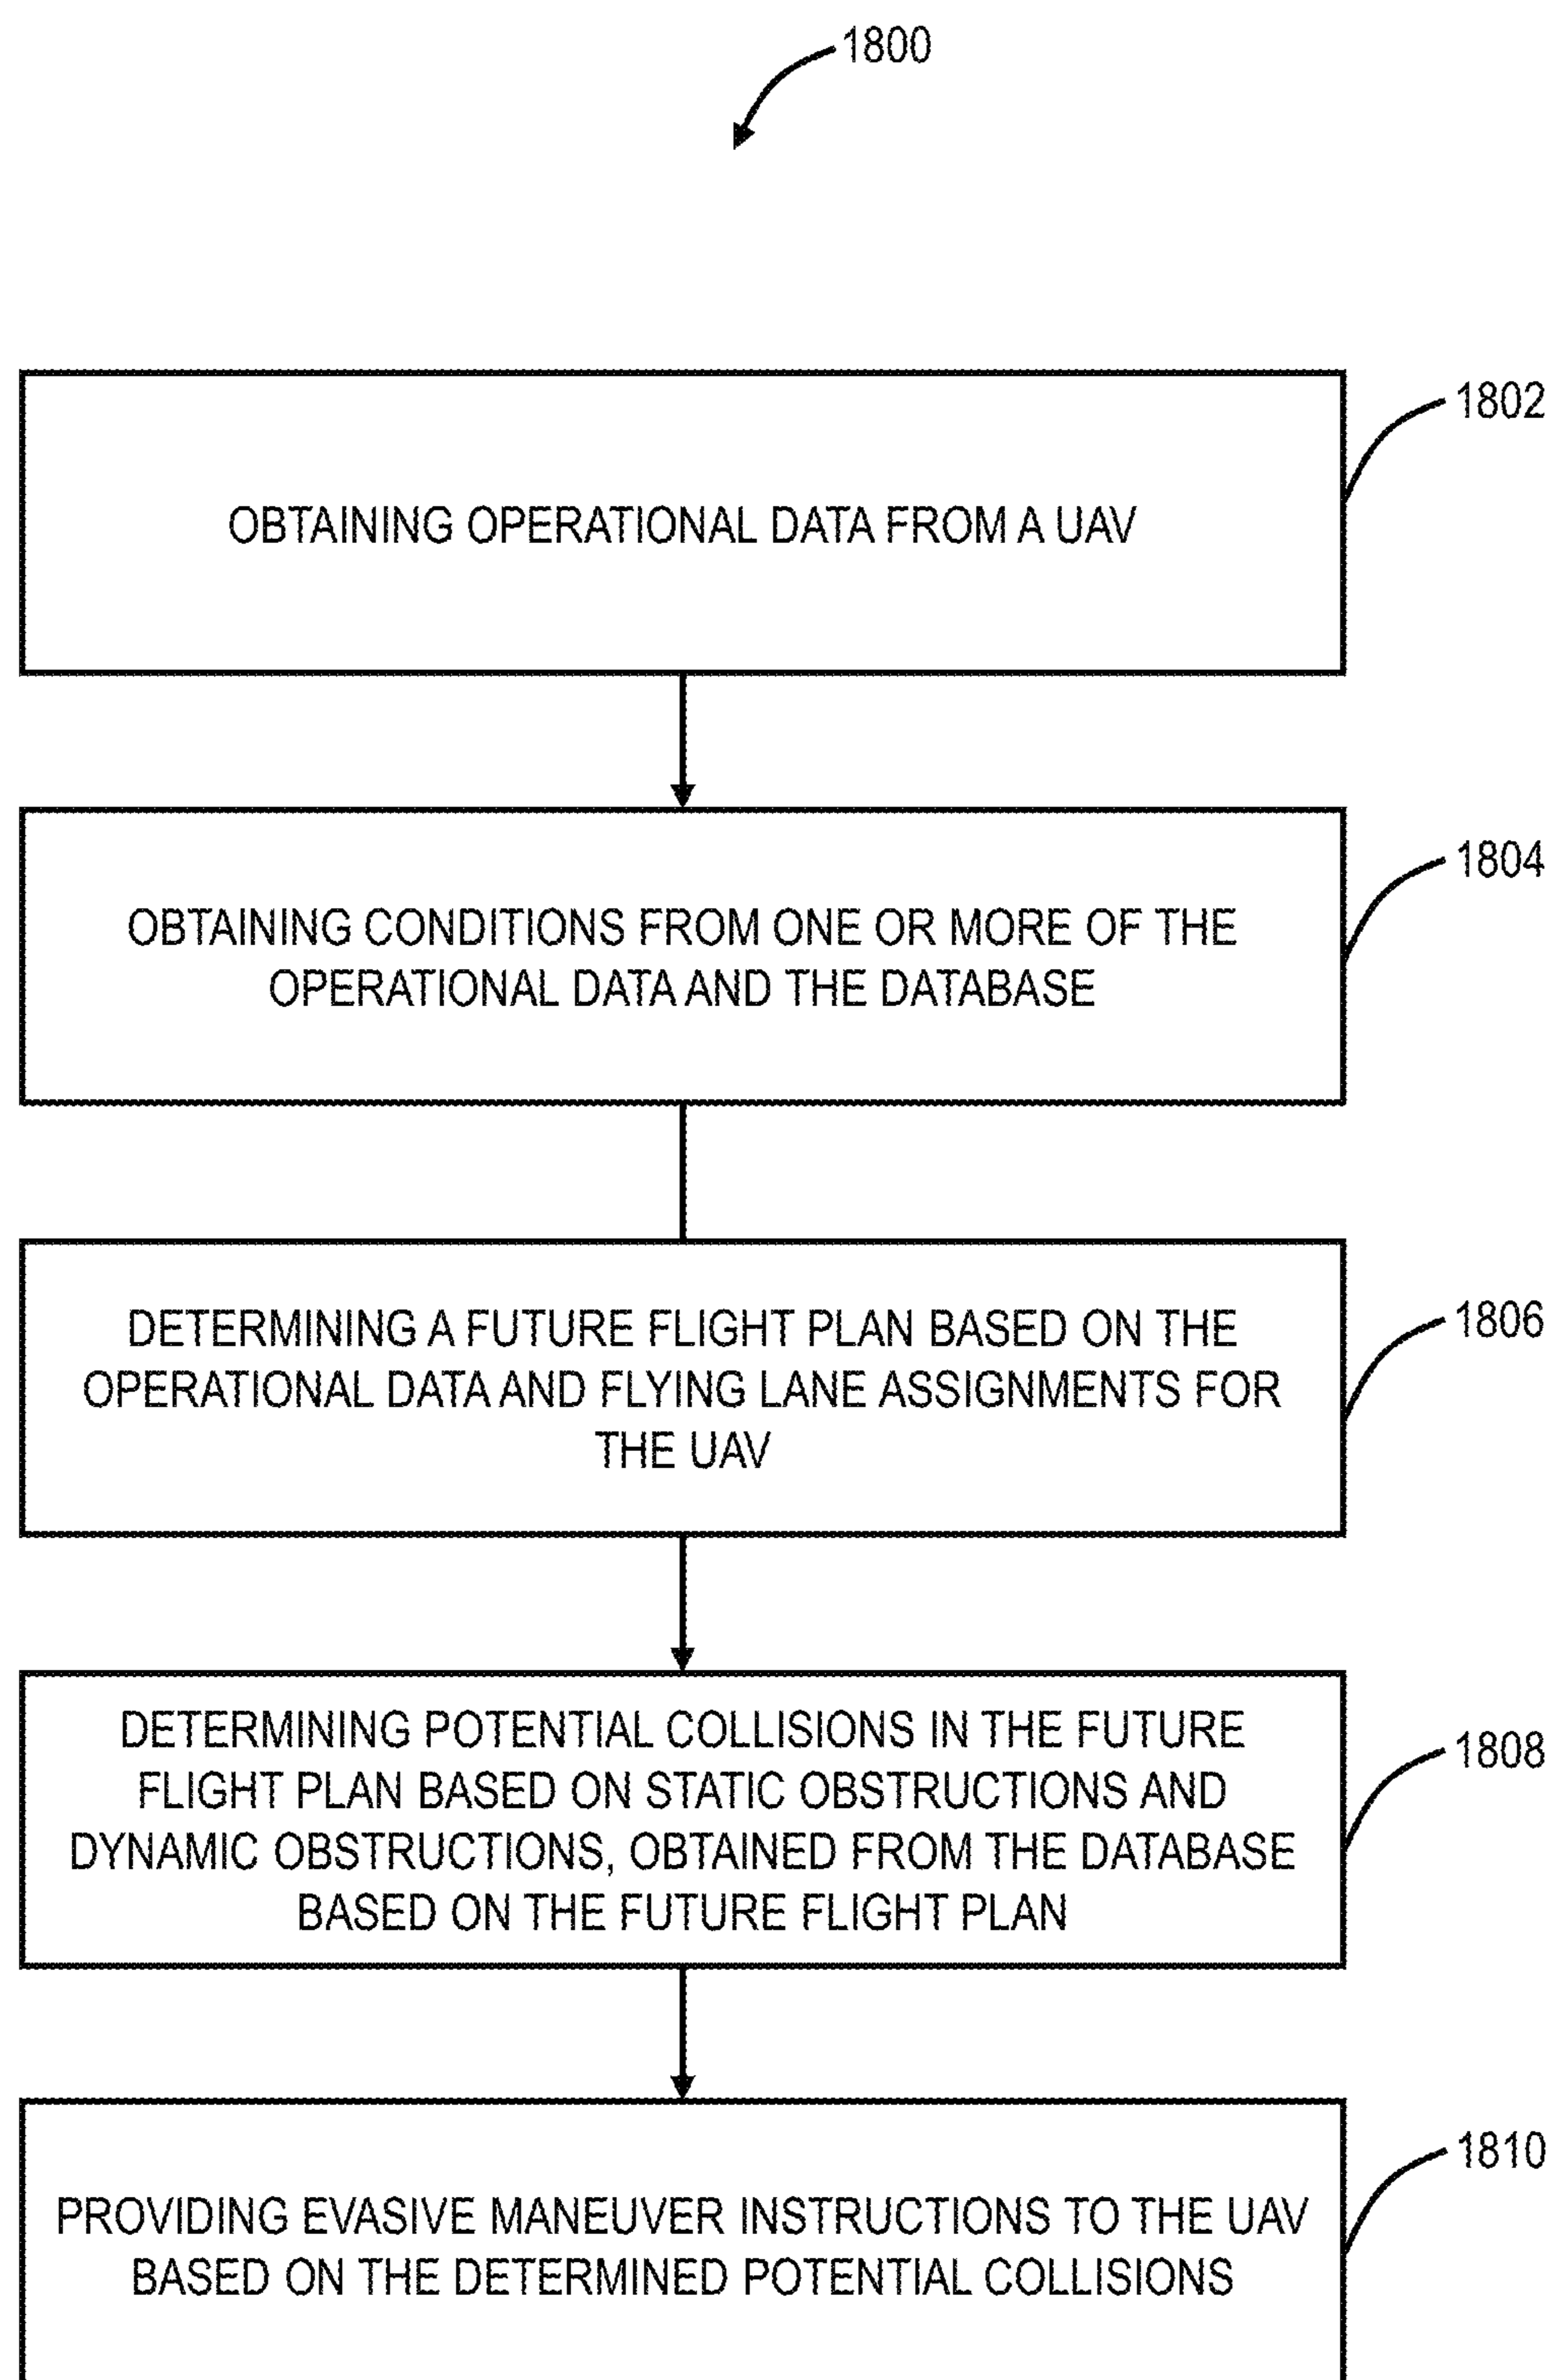 1800
1802
OBTAINING OPERATIONAL DATA FROM A UAV
1804
OBTAINING CONDITIONS FROM ONE OR MORE OF THE
OPERATIONAL DATA AND THE DATABASE
1806
DETERMINING A FUTURE FLIGHT PLAN BASED ON THE
OPERATIONAL DATA AND FLYING LANE ASSIGNMENTS FOR
THE UAV
1808
DETERMINING POTENTIAL COLLISIONS IN THE FUTURE
FLIGHT PLAN BASED ON STATIC OBSTRUCTIONS AND
DYNAMIC OBSTRUCTIONS, OBTAINED FROM THE DATABASE
BASED ON THE FUTURE FLIGHT PLAN
1810
PROVIDING EVASIVE MANEUVER INSTRUCTIONS TO THE UAV
BASED ON THE DETERMINED POTENTIAL COLLISIONS